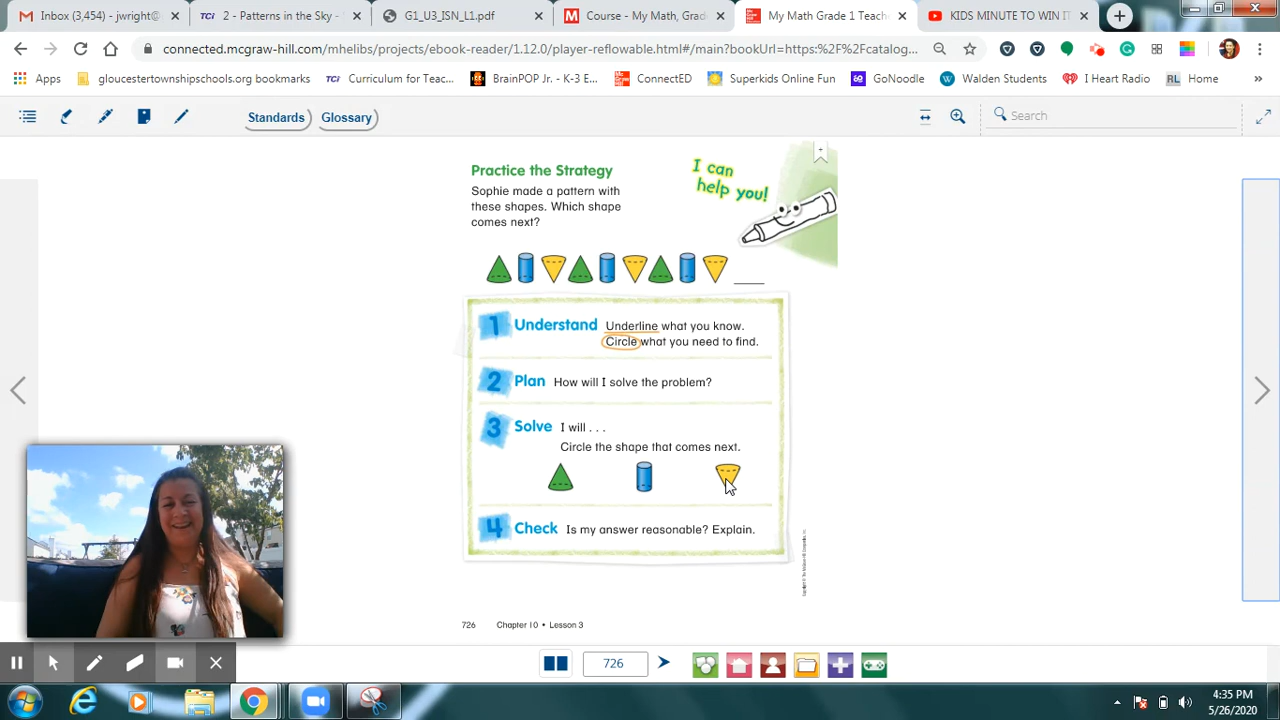 Inbox (3,454) - jwright@
TCi 2 - Patterns in the sky - G
G1_U3_ISN_L1.pdf
Course - My Math, Grade
My Math Grade 1 Teach
KIDS MINUTE TO WIN IT
connected.mcgraw-hill.com/mhelibs/projects/ebook-reader/1.12.0/player-reflowable.html#/main?bookUrl=https:%2F%2Fcatalog...
Apps
gloucestertownshipschools.org bookmarks
TCi Curriculum for Teac...
BrainPOP Jr. - K-3 E...
ConnectED
Superkids Online Fun
GoNoodle
Walden Students
I Heart Radio
RL Home
»
Standards
Glossary
Search
Practice the Strategy
Sophie made a pattern with
these shapes. Which shape
comes next?
I can
help you!
1 Understand Underline what you know.
Circle what you need to find.
2 Plan How will I solve the problem?
3 Solve I will . . .
Circle the shape that comes next.
4 Check Is my answer reasonable? Explain.
726 Chapter 10 • Lesson 3
726
4:35 PM
5/26/2020